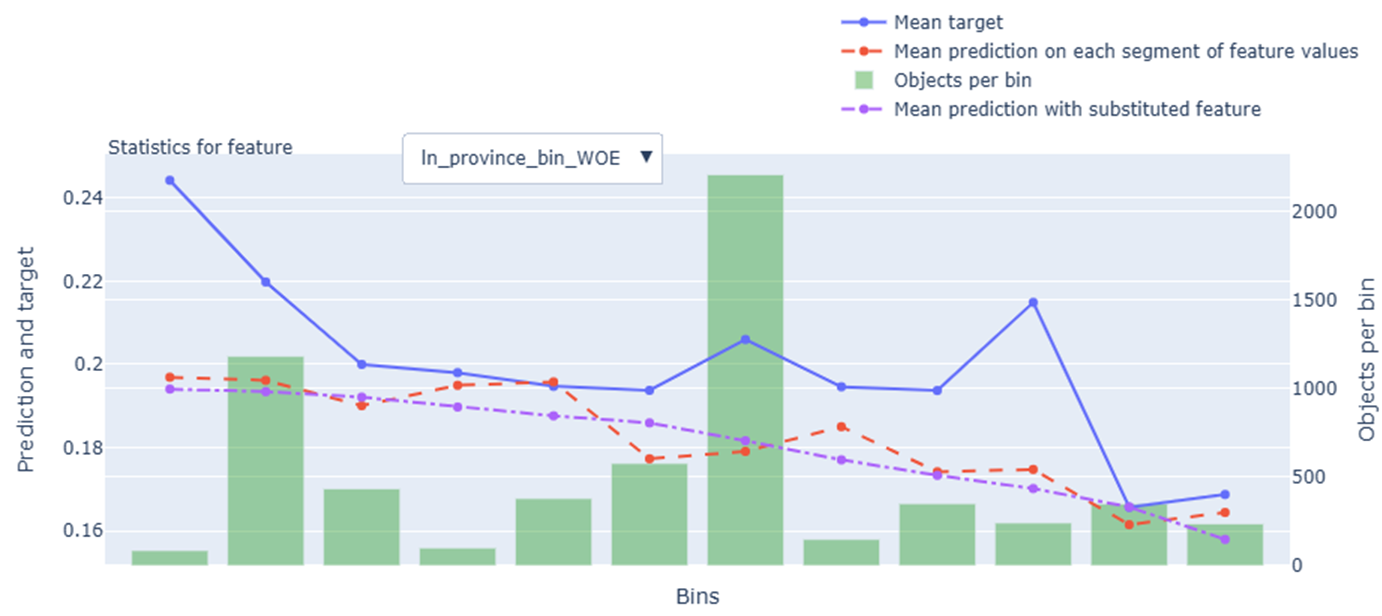 Mean target
Mean prediction on each segment of feature values
Objects per bin
Mean prediction with substituted feature
Statistics for feature
ln_province_bin_WOE ▼
0.24
0.22
0.2
0.18
0.16
Prediction and target
2000
1500
1000
500
0
Objects per bin
Bins